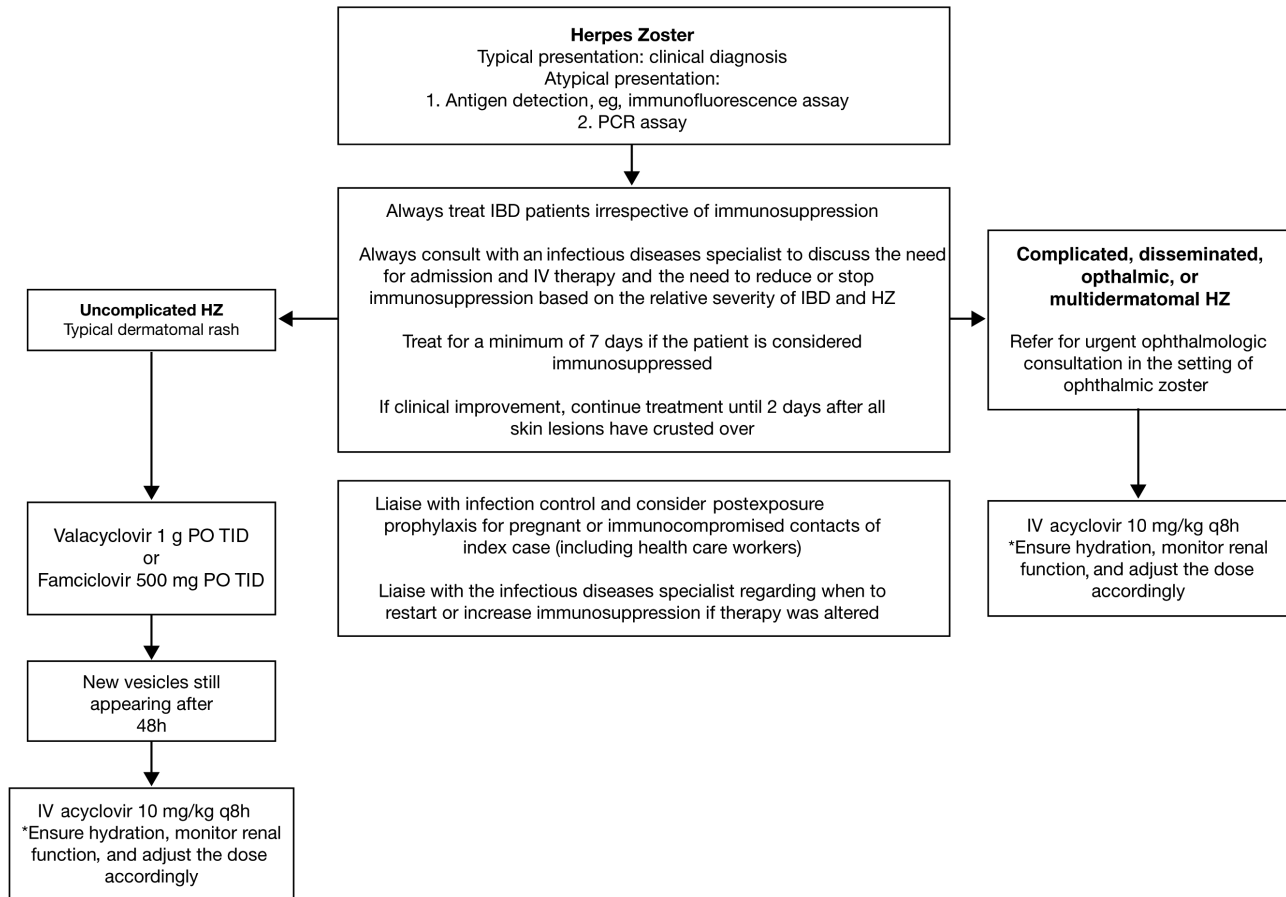 Herpes Zoster
Typical presentation: clinical diagnosis
Atypical presentation:
1. Antigen detection, eg, immunofluorescence assay
2. PCR assay
Always treat IBD patients irrespective of immunosuppression
Always consult with an infectious diseases specialist to discuss the need
for admission and IV therapy and the need to reduce or stop
immunosuppression based on the relative severity of IBD and HZ
Treat for a minimum of 7 days if the patient is considered
immunosuppressed
If clinical improvement, continue treatment until 2 days after all
skin lesions have crusted over
Uncomplicated HZ
Typical dermatomal rash
Valacyclovir 1 g PO TID
or
Famciclovir 500 mg PO TID
New vesicles still
appearing after
48h
IV acyclovir 10 mg/kg q8h
*Ensure hydration, monitor renal
function, and adjust the dose
accordingly
Liaise with infection control and consider postexposure
prophylaxis for pregnant or immunocompromised contacts of
index case (including health care workers)
Liaise with the infectious diseases specialist regarding when to
restart or increase immunosuppression if therapy was altered
Complicated, disseminated,
opthalmic, or
multidermatomal HZ
Refer for urgent ophthalmologic
consultation in the setting of
ophthalmic zoster
IV acyclovir 10 mg/kg q8h
*Ensure hydration, monitor renal
function, and adjust the dose
accordingly